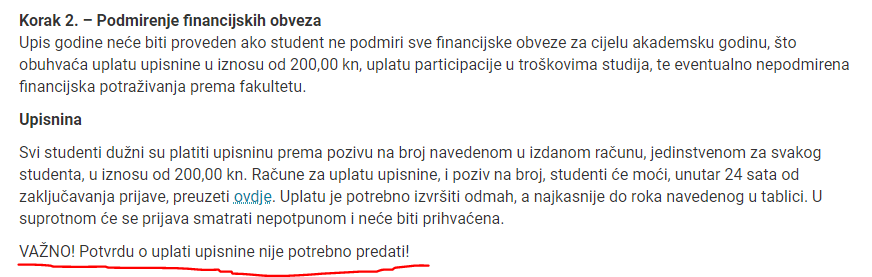 Korak 2. – Podmirenje financijskih obveza
Upis godine neće biti proveden ako student ne podmiri sve financijske obveze za cijelu akademsku godinu, što
obuhvaća uplatu upisnine u iznosu od 200,00 kn, uplatu participacije u troškovima studija, te eventualno nepodmirena
financijska potraživanja prema fakultetu.
Upisnina
Svi studenti dužni su platiti upisninu prema pozivu na broj navedenom u izdanom računu, jedinstvenom za svakog
studenta, u iznosu od 200,00 kn. Račune za uplatu upisnine, i poziv na broj, studenti će moći, unutar 24 sata od
zaključavanja prijave, preuzeti ovdje. Uplatu je potrebno izvršiti odmah, a najkasnije do roka navedenog u tablici. U
suprotnom će se prijava smatrati nepotpunom i neće biti prihvaćena.
VAŽNO! Potvrdu o uplati upisnine nije potrebno predati!